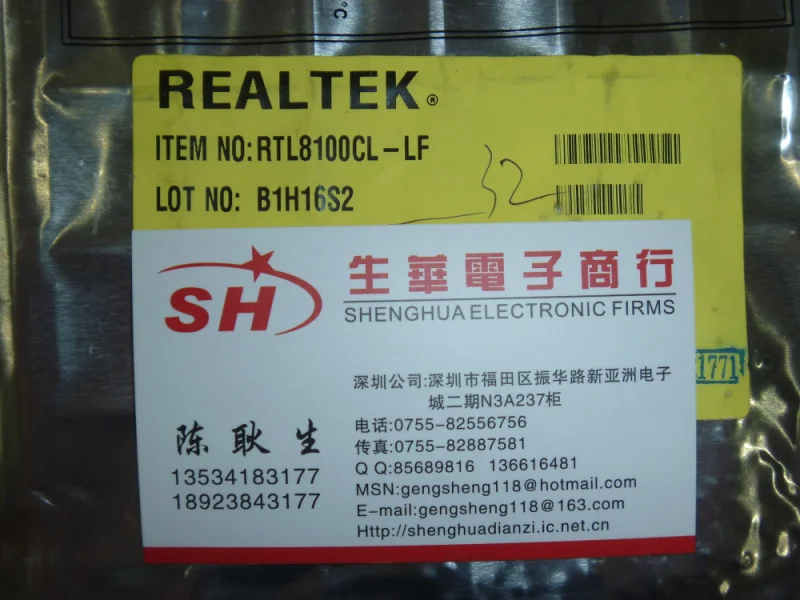 °C
REALTEK®
ITEM NO:RTL8100CL-LF
LOT NO: B1H16S2
32
SH
生華電子商行
SHENGHUA ELECTRONIC FIRMS
1771
深圳公司:深圳市福田区振华路新亚洲电子
城二期N3A237柜
电话:0755-82556756
传真:0755-82887581
QQ:85689816 136616481
MSN:gengsheng118@hotmail.com
E-mail:gengsheng118@163.com
Http://shenghuadianzi.ic.net.cn
陈耿生
13534183177
18923843177